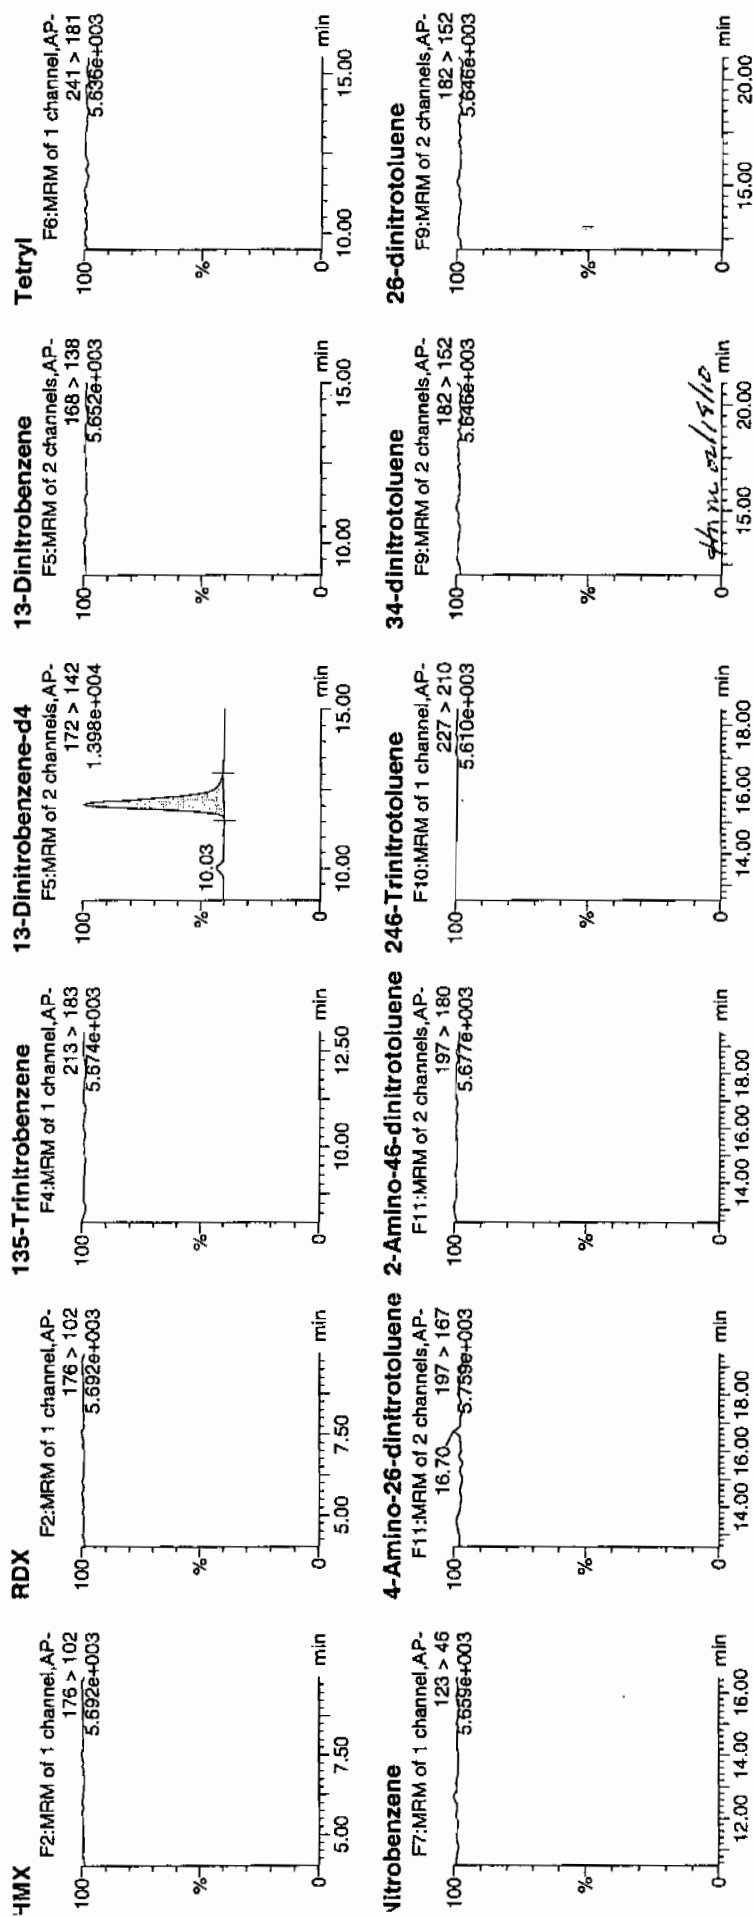 HMX
F2:MRM of 1 channel,AP-
176 > 102
5.692e+003
100
%
0
5.00
7.50
min
RDX
F2:MRM of 1 channel,AP-
176 > 102
5.692e+003
100
%
0
5.00
7.50
min
135-Trinitrobenzene
F4:MRM of 1 channel,AP-
213 > 183
5.674e+003
100
%
0
10.00
12.50
min
13-Dinitrobenzene-d4
F5:MRM of 2 channels,AP-
172 > 142
1.398e+004
100
10.03
%
0
10.00
15.00
min
13-Dinitrobenzene
F5:MRM of 2 channels,AP-
168 > 138
5.652e+003
100
%
0
10.00
15.00
min
Tetryl
F6:MRM of 1 channel,AP-
241 > 181
5.636e+003
100
%
0
10.00
15.00
min
Nitrobenzene
F7:MRM of 1 channel,AP-
123 > 46
5.659e+003
100
%
0
12.00
14.00
16.00
min
4-Amino-26-dinitrotoluene
F11:MRM of 2 channels,AP-
16.70
197 > 167
5.759e+003
100
%
0
14.00
16.00
18.00
min
2-Amino-46-dinitrotoluene
F11:MRM of 2 channels,AP-
197 > 180
5.677e+003
100
%
0
14.00
16.00
18.00
min
246-Trinitrotoluene
F10:MRM of 1 channel,AP-
227 > 210
5.610e+003
100
%
0
14.00
16.00
18.00
min
34-dinitrotoluene
F9:MRM of 2 channels,AP-
182 > 152
5.646e+003
100
%
0
15.00
20.00
min
26-dinitrotoluene
F9:MRM of 2 channels,AP-
182 > 152
5.646e+003
100
%
0
15.00
20.00
min